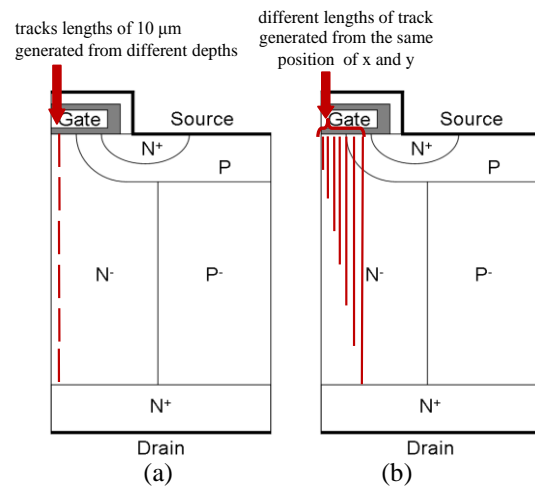 tracks lengths of 10 μm
generated from different depths
different lengths of track
generated from the same
position of x and y
Gate
Source
N+
P
N-
P-
N+
Drain
(a)
Gate
Source
N+
P
N-
P-
N+
Drain
(b)